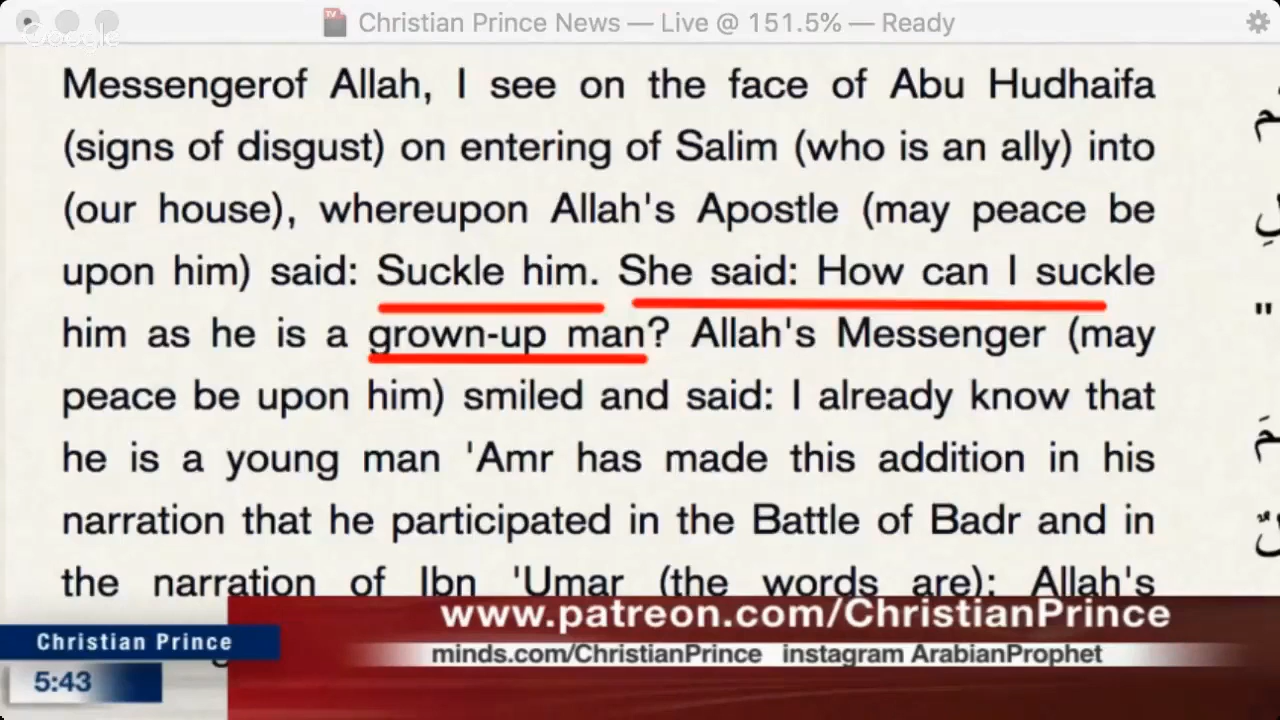 Christian Prince News — Live @ 151.5% — Ready
Google
Messengerof Allah, I see on the face of Abu Hudhaifa
(signs of disgust) on entering of Salim (who is an ally) into
(our house), whereupon Allah's Apostle (may peace be
upon him) said: Suckle him. She said: How can I suckle
him as he is a grown-up man? Allah's Messenger (may
peace be upon him) smiled and said: I already know that
he is a young man 'Amr has made this addition in his
narration that he participated in the Battle of Badr and in
the narration of Ibn 'Umar (the words are): Allah's
www.patreon.com/ChristianPrince
Christian Prince
minds.com/ChristianPrince instagram ArabianProphet
5:43